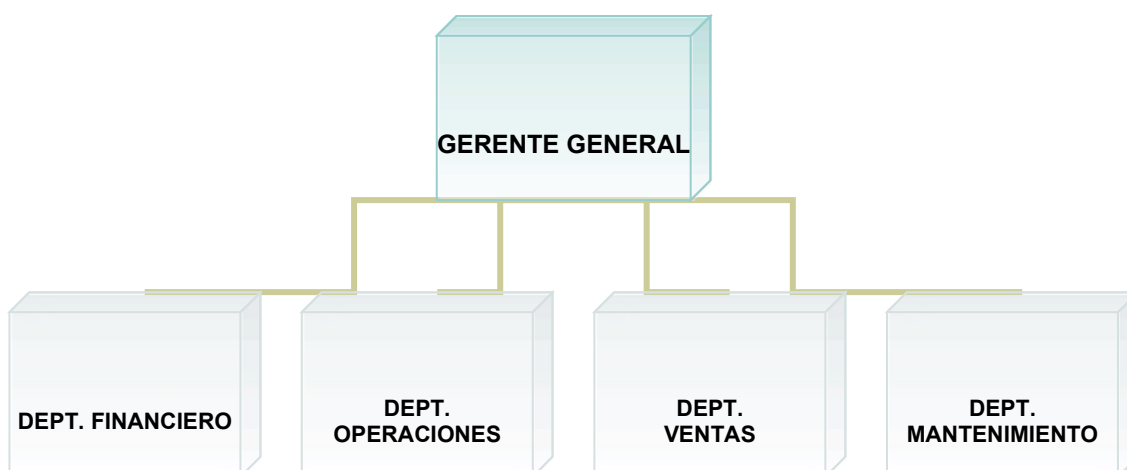 GERENTE GENERAL
DEPT. FINANCIERO
DEPT.
OPERACIONES
DEPT.
VENTAS
DEPT.
MANTENIMIENTO